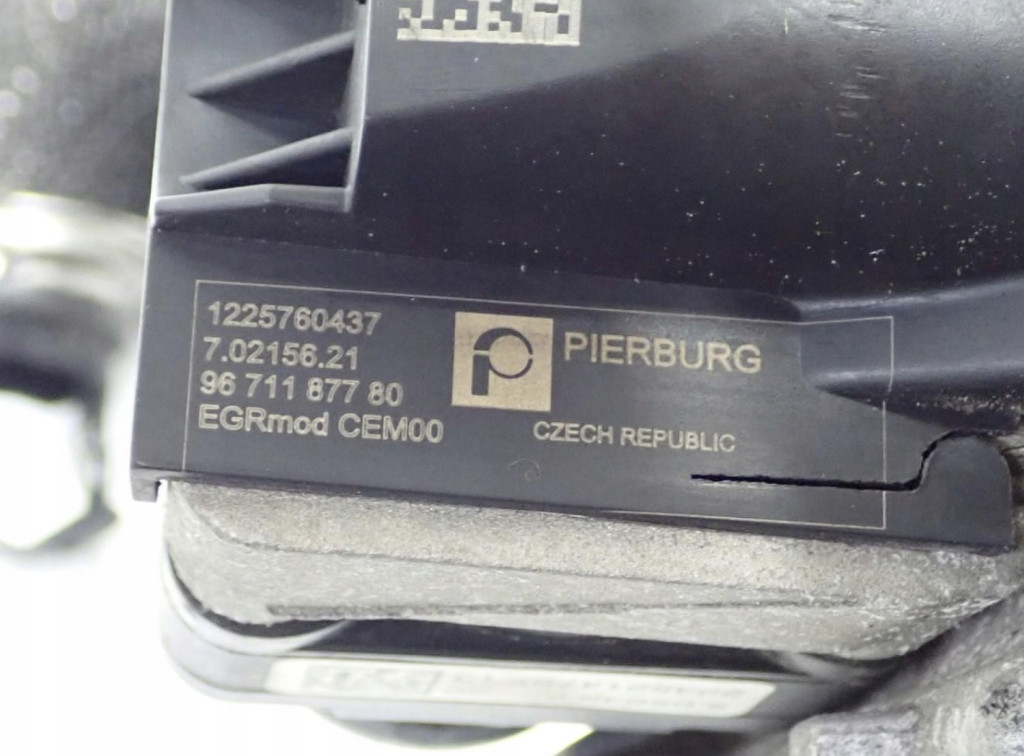 1225760437
7.02156.21
96 711 877 80
EGRmod CEM00
PIERBURG
CZECH REPUBLIC